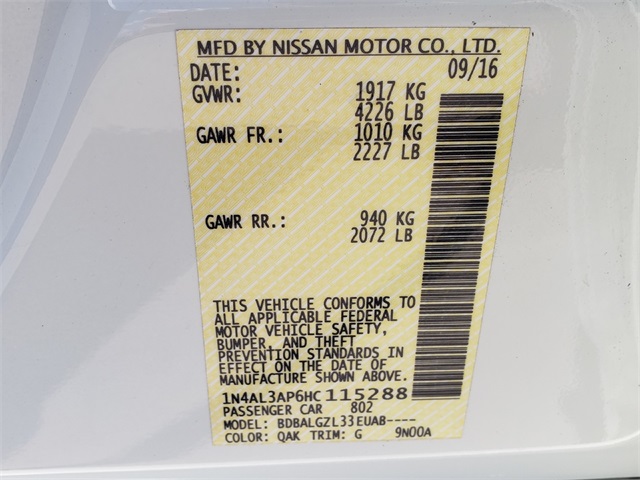 MFD BY NISSAN MOTOR CO., LTD.
DATE: 09/16
GVWR: 1917 KG
4226 LB
GAWR FR.: 1010 KG
2227 LB
GAWR RR.: 940 KG
2072 LB
THIS VEHICLE CONFORMS TO
ALL APPLICABLE FEDERAL
MOTOR VEHICLE SAFETY,
BUMPER, AND THEFT
PREVENTION STANDARDS IN
EFFECT ON THE DATE OF
MANUFACTURE SHOWN ABOVE.
1N4AL3AP6HC 115288
PASSENGER CAR 802
MODEL: BDBALGZL33EUAB----
COLOR: QAK TRIM: G 9N00A